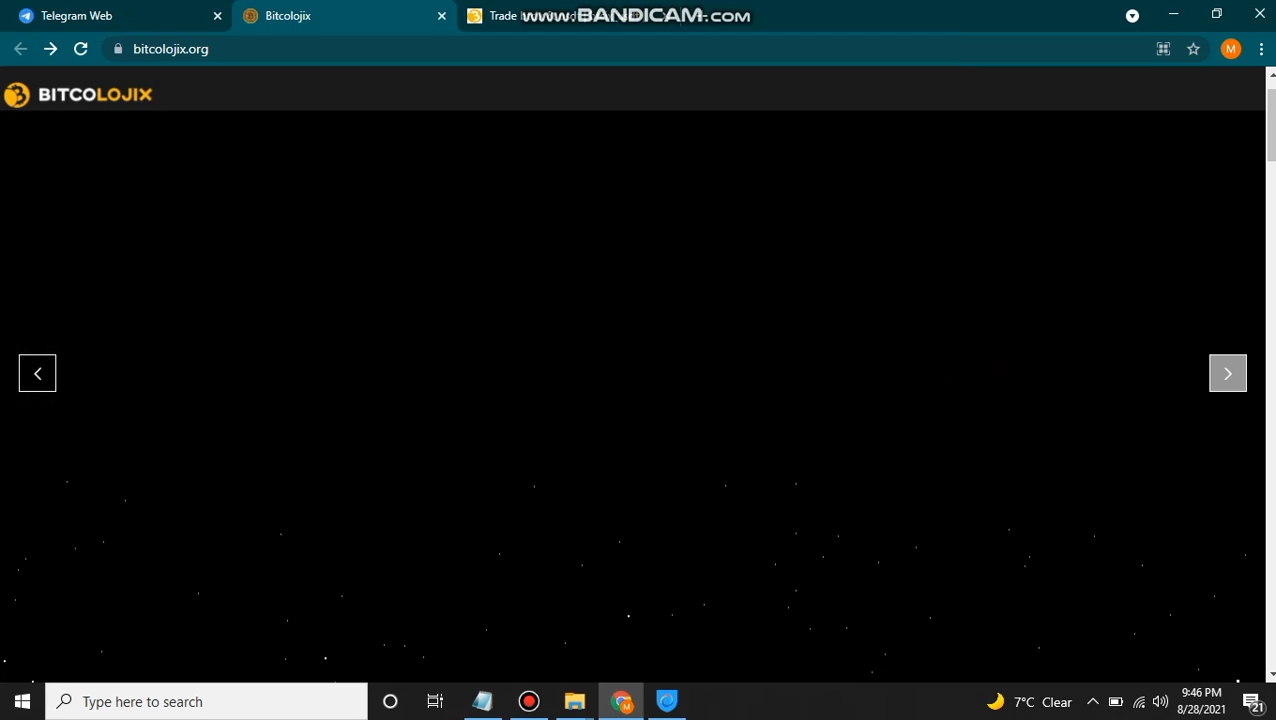 Telegram Web
Bitcolojix
Trade
WWW.BANDICAM.COM
bitcolojix.org
M
BITCOLOJIX
Type here to search
7°C Clear
9:46 PM
8/28/2021
21